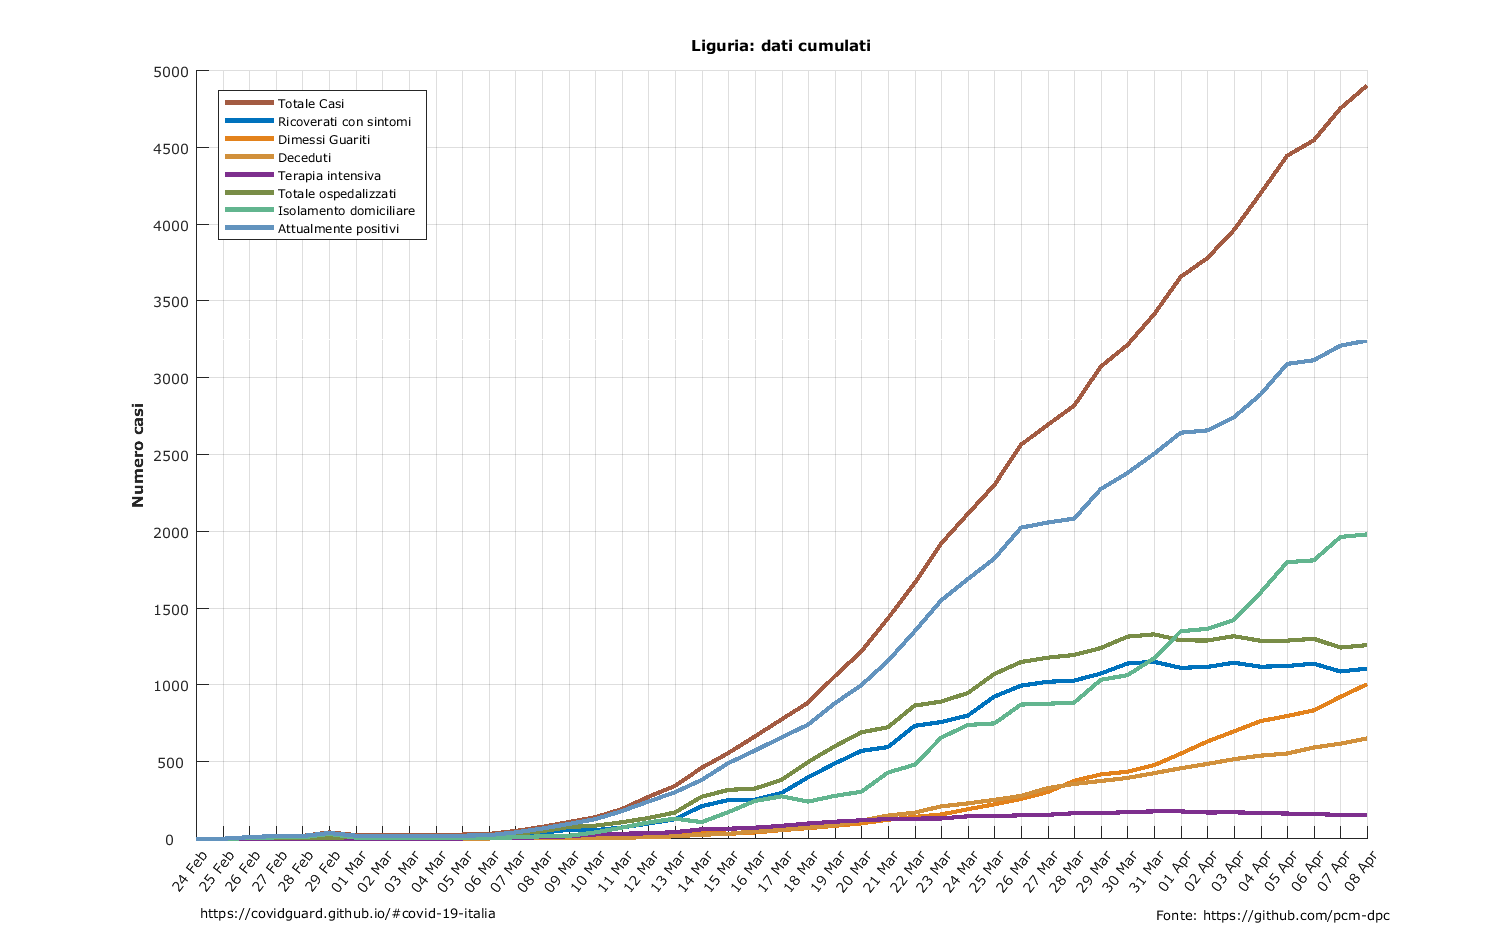 Liguria: dati cumulati
5000
4500
4000
3500
3000
2500
2000
1500
1000
500
0
Numero casi
Totale Casi
Ricoverati con sintomi
Dimessi Guariti
Deceduti
Terapia intensiva
Totale ospedalizzati
Isolamento domiciliare
Attualmente positivi
24 Feb
25 Feb
26 Feb
27 Feb
28 Feb
29 Feb
01 Mar
02 Mar
03 Mar
04 Mar
05 Mar
06 Mar
07 Mar
08 Mar
09 Mar
10 Mar
11 Mar
12 Mar
13 Mar
14 Mar
15 Mar
16 Mar
17 Mar
18 Mar
19 Mar
20 Mar
21 Mar
22 Mar
23 Mar
24 Mar
25 Mar
26 Mar
27 Mar
28 Mar
29 Mar
30 Mar
31 Mar
01 Apr
02 Apr
03 Apr
04 Apr
05 Apr
06 Apr
07 Apr
08 Apr
https://covidguard.github.io/#covid-19-italia
Fonte: https://github.com/pcm-dpc